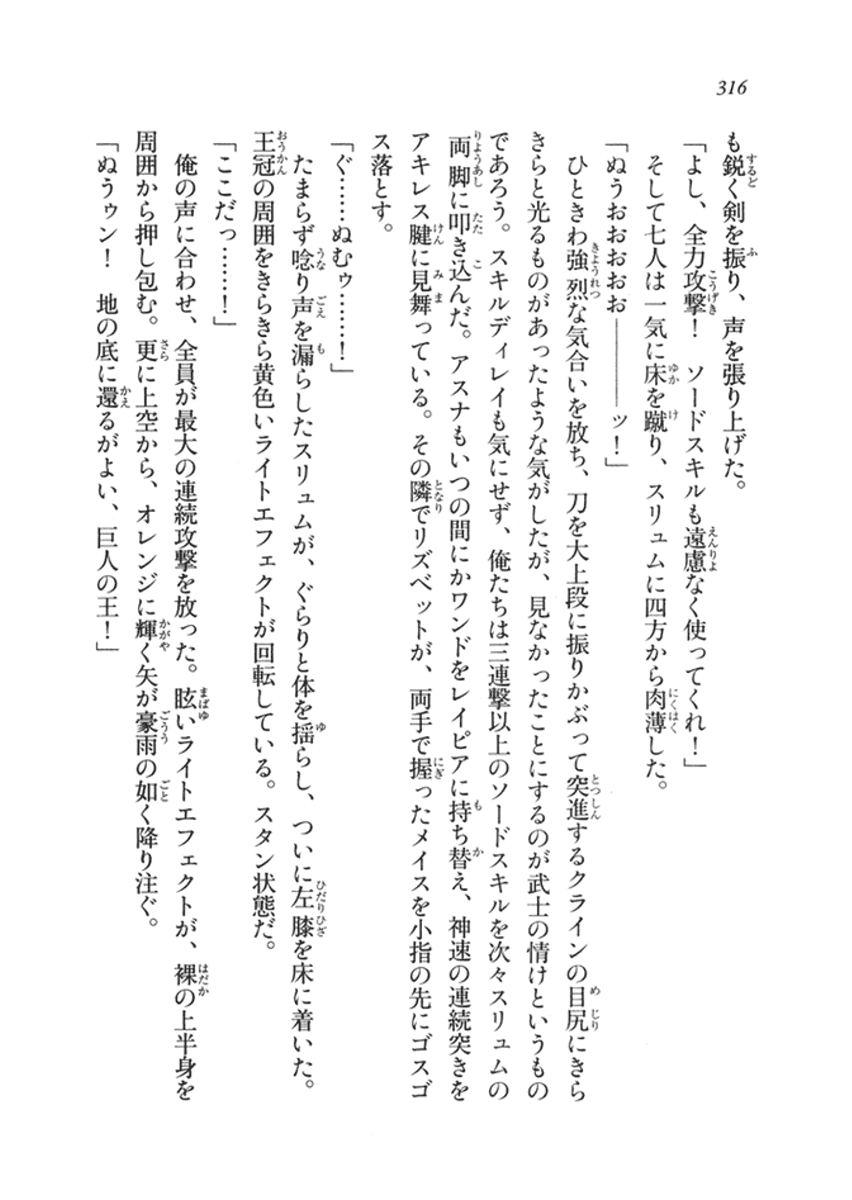 316
も鋭く剣を振り、声を張り上げた。
「よし、全力攻撃！　ソードスキルも遠慮なく使ってくれ！」
そして七人は一気に床を蹴り、スリュムに四方から肉薄した。
「ぬうおおおおお――――ッ！」
ひときわ強烈な気合いを放ち、刀を大上段に振りかぶって突進するクラインの目尻にきら
きらと光るものがあったような気がしたが、見なかったことにするのが武士の情けというもの
であろう。スキルディレイも気にせず、俺たちは三連撃以上のソードスキルを次々スリュムの
両脚に叩き込んだ。アスナもいつの間にかワンドをレイピアに持ち替え、神速の連続突きを
アキレス腱に見舞っている。その隣でリズベットが、両手で握ったメイスを小指の先にゴスゴ
ス落とす。
「ぐ……ぬむゥ……！」
たまらず唸り声を漏らしたスリュムが、ぐらりと体を揺らし、ついに左膝を床に着いた。
王冠の周囲をきらきら黄色いライトエフェクトが回転している。スタン状態だ。
「ここだっ……！」
俺の声に合わせ、全員が最大の連続攻撃を放った。眩いライトエフェクトが、裸の上半身を
周囲から押し包む。更に上空から、オレンジに輝く矢が豪雨の如く降り注ぐ。
「ぬうゥン！　地の底に還るがよい、巨人の王！」